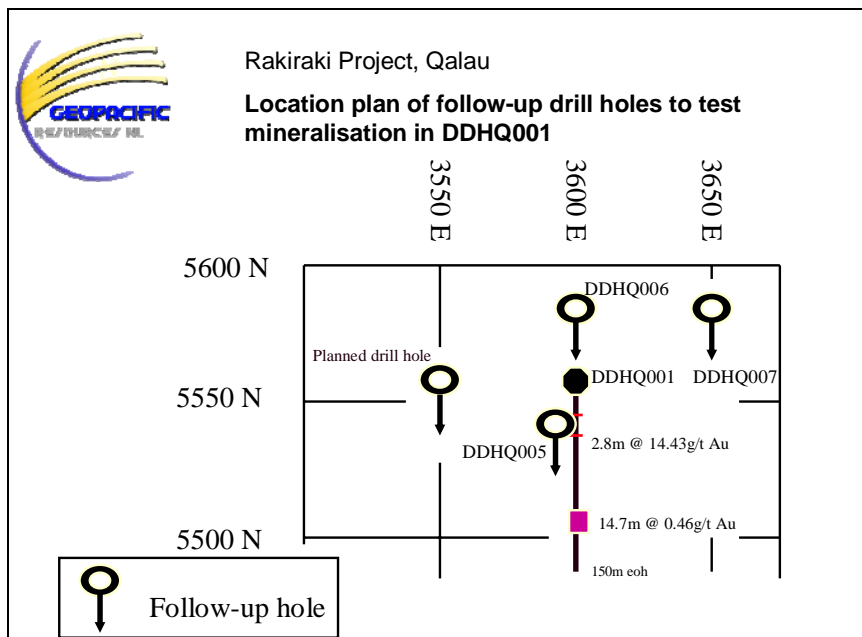 GEOPACIFIC
RESOURCES NL
Rakiraki Project, Qalau
Location plan of follow-up drill holes to test
mineralisation in DDHQ001
3550 E
3600 E
3650 E
5600 N
DDHQ006
Planned drill hole
DDHQ001
DDHQ007
5550 N
DDHQ005
2.8m @ 14.43g/t Au
14.7m @ 0.46g/t Au
5500 N
150m eoh
Follow-up hole